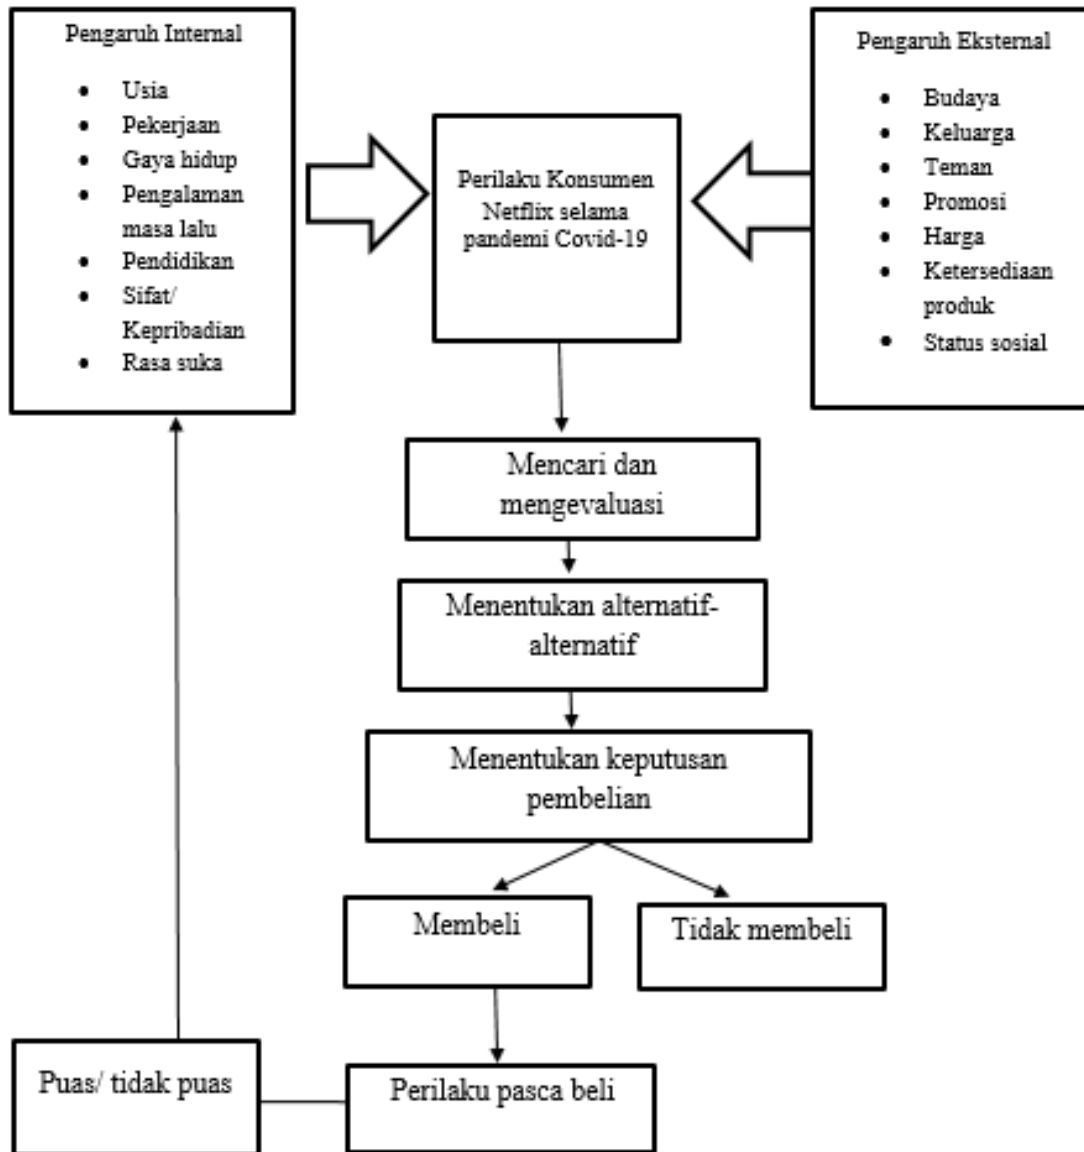 Pengaruh Internal
• Usia
• Pekerjaan
• Gaya hidup
• Pengalaman
masa lalu
• Pendidikan
• Sifat/
Kepribadian
• Rasa suka
Perilaku Konsumen
Netflix selama
pandemi Covid-19
Pengaruh Eksternal
• Budaya
• Keluarga
• Teman
• Promosi
• Harga
• Ketersediaan
produk
• Status sosial
Mencari dan
mengevaluasi
Menentukan alternatif-
alternatif
Menentukan keputusan
pembelian
Membeli
Tidak membeli
Puas/ tidak puas
Perilaku pasca beli